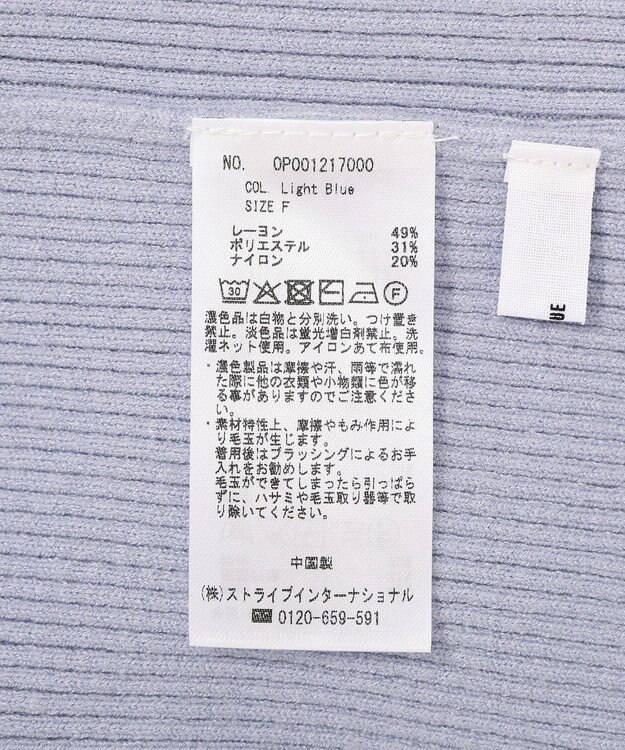 NO. OP001217000
COL Light Blue
SIZE F
レーヨン 49%
ポリエステル 31%
ナイロン 20%
30 F
濃色品は白物と分別洗い。つけ置き
禁止。淡色品は蛍光増白剤禁止。洗
濯ネット使用。アイロンあて布使用。
・濃色製品は摩擦や汗、雨等で濡れ
た際に他の衣類や小物類に色が移
る事がありますのでご注意くださ
い。
・素材特性上、摩擦やもみ作用によ
り毛玉が生じます。
着用後はブラッシングによるお手
入れをお勧めします。
毛玉ができてしまったら引っぱら
ずに、ハサミや毛玉取り器等で取
り除いてください。
中国製
(株)ストライプインターナショナル
0120-659-591
UE